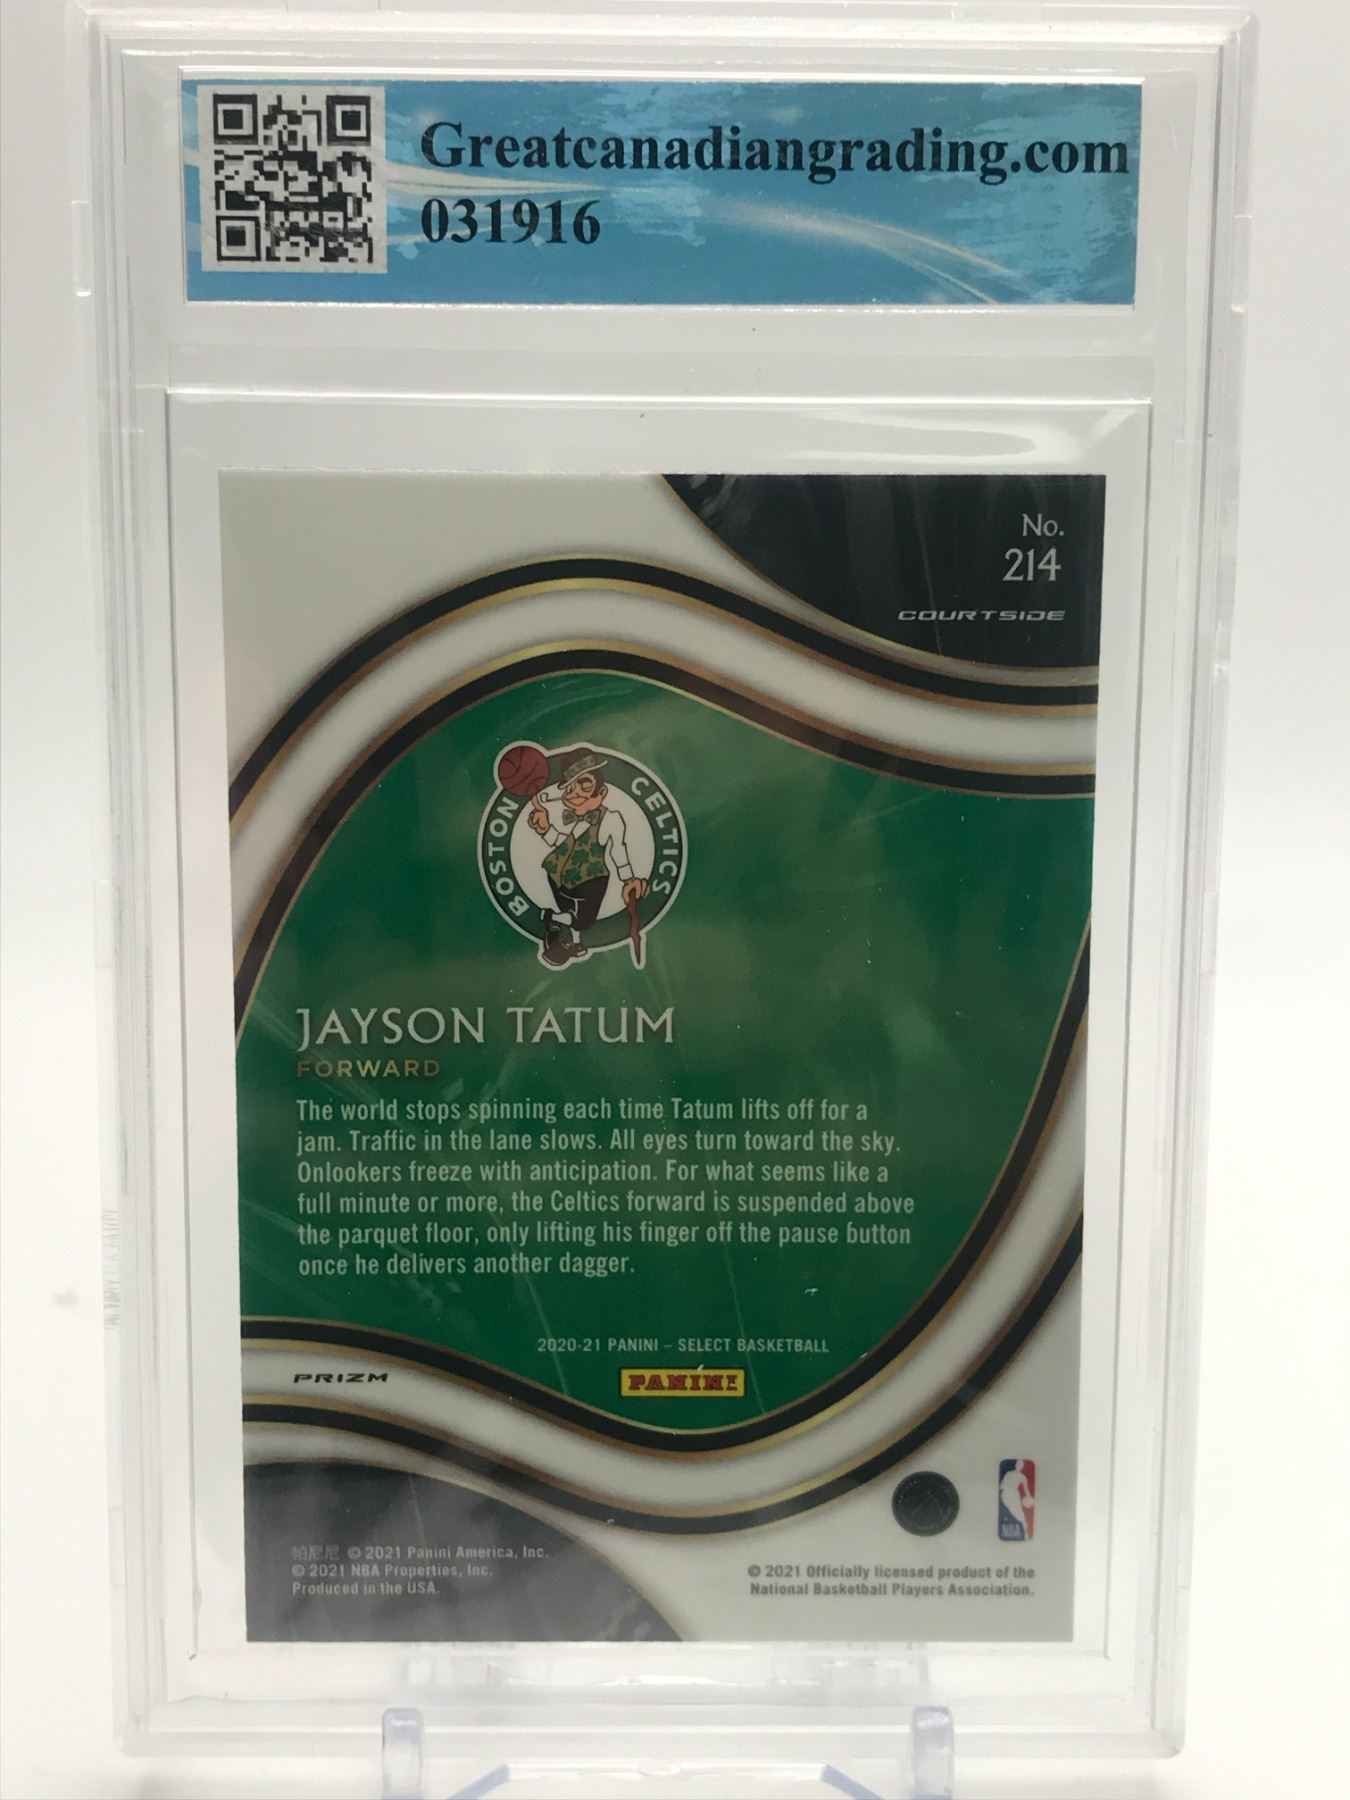 Greatcanadiangrading.com
031916
No.
214
COURTSIDE
BOSTON CELTICS
JAYSON TATUM
FORWARD
The world stops spinning each time Tatum lifts off for a
jam. Traffic in the lane slows. All eyes turn toward the sky.
Onlookers freeze with anticipation. For what seems like a
full minute or more, the Celtics forward is suspended above
the parquet floor, only lifting his finger off the pause button
once he delivers another dagger.
2020-21 PANINI – SELECT BASKETBALL
PANINI
PRIZM
NBA
帕尼尼 © 2021 Panini America, Inc.
© 2021 NBA Properties, Inc.
Produced in the USA.
© 2021 Officially licensed product of the
National Basketball Players Association.